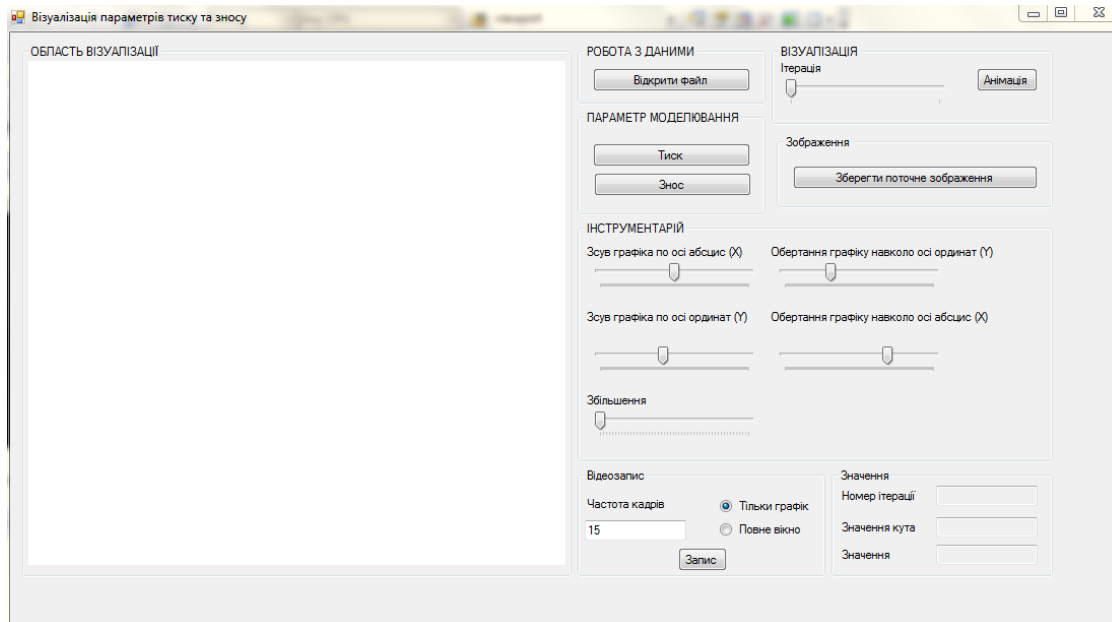 Візуалізація параметрів тиску та зносу
ОБЛАСТЬ ВІЗУАЛІЗАЦІЇ
РОБОТА З ДАНИМИ
Відкрити файл
ВІЗУАЛІЗАЦІЯ
Ітерація
Анімація
ПАРАМЕТР МОДЕЛЮВАННЯ
Тиск
Знос
Зображення
Зберегти поточне зображення
ІНСТРУМЕНТАРІЙ
Зсув графіка по осі абсцис (X)
Обертання графіку навколо осі ординат (Y)
Зсув графіка по осі ординат (Y)
Обертання графіку навколо осі абсцис (X)
Збільшення
Відеозапис
Частота кадрів
15
Тільки графік
Повне вікно
Запис
Значення
Номер ітерації
Значення кута
Значення